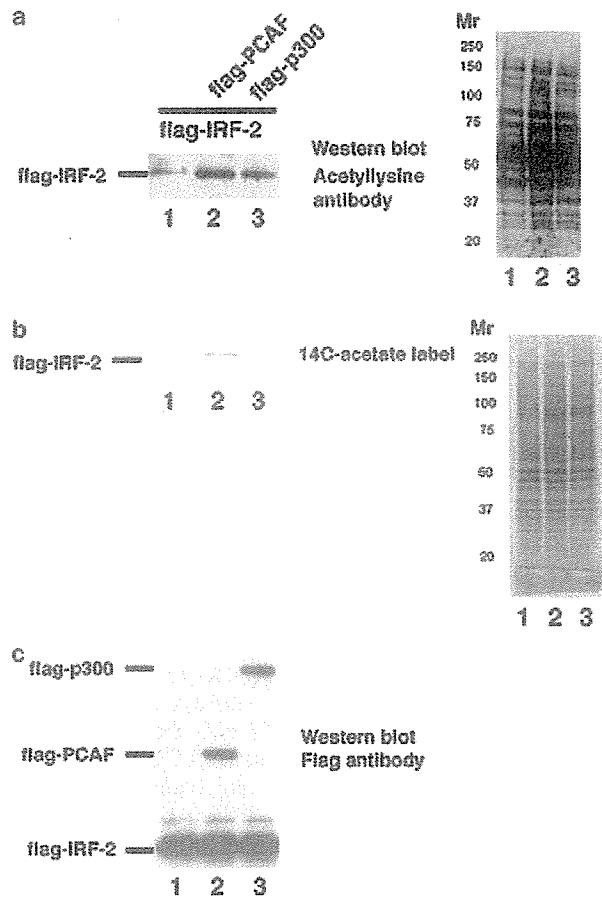 a
flag-PCAF
flag-p300
flag-IRF-2
flag-IRF-2
1 2 3
Western blot
Acetyllysine
antibody
Mr
250
150
100
75
50
37
20
1 2 3
b
flag-IRF-2
1 2 3
14C-acetate label
Mr
250
150
100
75
50
37
20
1 2 3
c
flag-p300
flag-PCAF
flag-IRF-2
1 2 3
Western blot
Flag antibody